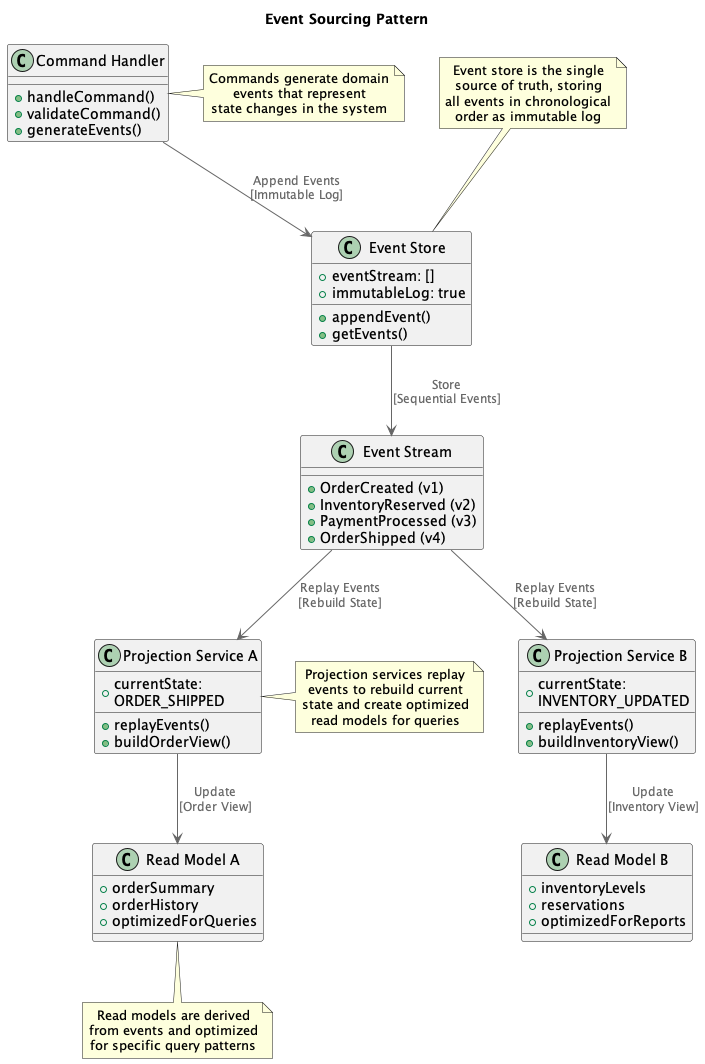 Event Sourcing Pattern
C Command Handler
handleCommand()
validateCommand()
generateEvents()
Commands generate domain
events that represent
state changes in the system
Event store is the single
source of truth, storing
all events in chronological
order as immutable log
Append Events
[Immutable Log]
C Event Store
eventStream: []
immutableLog: true
appendEvent()
getEvents()
Store
[Sequential Events]
C Event Stream
OrderCreated (v1)
InventoryReserved (v2)
PaymentProcessed (v3)
OrderShipped (v4)
Replay Events
[Rebuild State]
Replay Events
[Rebuild State]
C Projection Service A
currentState:
ORDER_SHIPPED
replayEvents()
buildOrderView()
Projection services replay
events to rebuild current
state and create optimized
read models for queries
C Projection Service B
currentState:
INVENTORY_UPDATED
replayEvents()
buildInventoryView()
Update
[Order View]
Update
[Inventory View]
C Read Model A
orderSummary
orderHistory
optimizedForQueries
C Read Model B
inventoryLevels
reservations
optimizedForReports
Read models are derived
from events and optimized
for specific query patterns